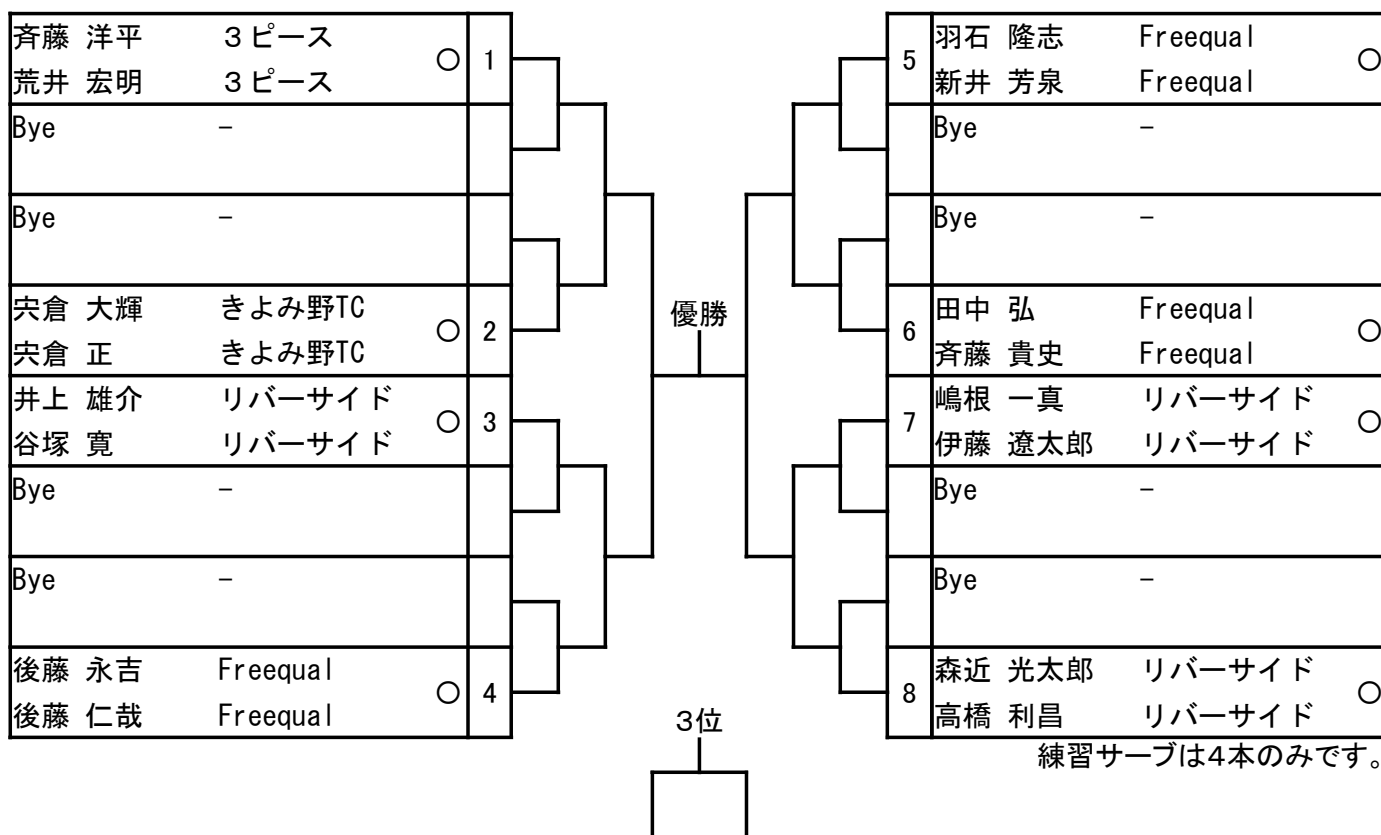 斉藤 洋平 3ピース
○ 1
荒井 宏明 3ピース
Bye -
Bye -
宍倉 大輝 きよみ野TC
○ 2
宍倉 正 きよみ野TC
井上 雄介 リバーサイド
○ 3
谷塚 寛 リバーサイド
Bye -
Bye -
後藤 永吉 Freequal
○ 4
後藤 仁哉 Freequal
優勝
3位
羽石 隆志 Freequal
5 ○
新井 芳泉 Freequal
Bye -
Bye -
田中 弘 Freequal
6 ○
斉藤 貴史 Freequal
嶋根 一真 リバーサイド
7 ○
伊藤 遼太郎 リバーサイド
Bye -
Bye -
森近 光太郎 リバーサイド
8 ○
高橋 利昌 リバーサイド
練習サーブは4本のみです。